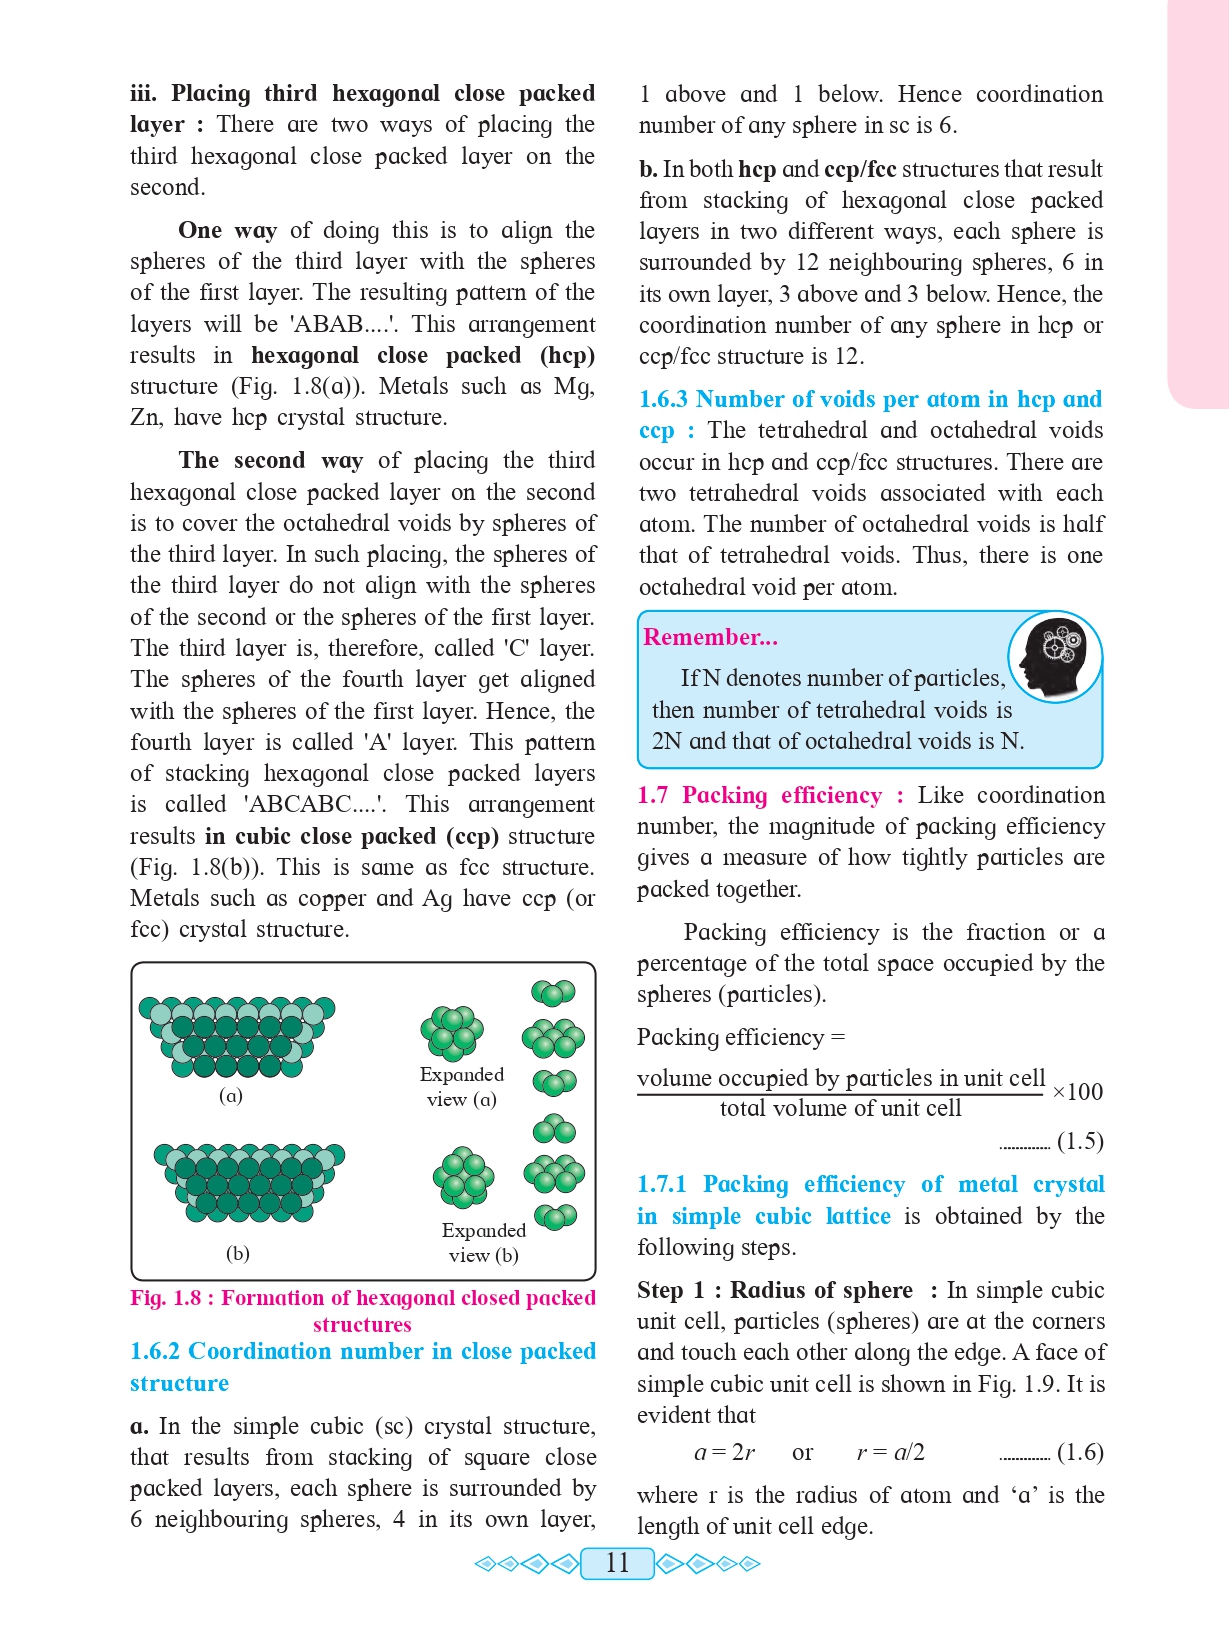 iii. Placing third hexagonal close packed
layer : There are two ways of placing the
third hexagonal close packed layer on the
second.
One way of doing this is to align the
spheres of the third layer with the spheres
of the first layer. The resulting pattern of the
layers will be 'ABAB....'. This arrangement
results in hexagonal close packed (hcp)
structure (Fig. 1.8(a)). Metals such as Mg,
Zn, have hcp crystal structure.
The second way of placing the third
hexagonal close packed layer on the second
is to cover the octahedral voids by spheres of
the third layer. In such placing, the spheres of
the third layer do not align with the spheres
of the second or the spheres of the first layer.
The third layer is, therefore, called 'C' layer.
The spheres of the fourth layer get aligned
with the spheres of the first layer. Hence, the
fourth layer is called 'A' layer. This pattern
of stacking hexagonal close packed layers
is called 'ABCABC....'. This arrangement
results in cubic close packed (ccp) structure
(Fig. 1.8(b)). This is same as fcc structure.
Metals such as copper and Ag have ccp (or
fcc) crystal structure.
(a)
Expanded
view (a)
(b)
Expanded
view (b)
Fig. 1.8 : Formation of hexagonal closed packed
structures
1.6.2 Coordination number in close packed
structure
a. In the simple cubic (sc) crystal structure,
that results from stacking of square close
packed layers, each sphere is surrounded by
6 neighbouring spheres, 4 in its own layer,
1 above and 1 below. Hence coordination
number of any sphere in sc is 6.
b. In both hcp and ccp/fcc structures that result
from stacking of hexagonal close packed
layers in two different ways, each sphere is
surrounded by 12 neighbouring spheres, 6 in
its own layer, 3 above and 3 below. Hence, the
coordination number of any sphere in hcp or
ccp/fcc structure is 12.
1.6.3 Number of voids per atom in hcp and
ccp : The tetrahedral and octahedral voids
occur in hcp and ccp/fcc structures. There are
two tetrahedral voids associated with each
atom. The number of octahedral voids is half
that of tetrahedral voids. Thus, there is one
octahedral void per atom.
Remember...
If N denotes number of particles,
then number of tetrahedral voids is
2N and that of octahedral voids is N.
1.7 Packing efficiency : Like coordination
number, the magnitude of packing efficiency
gives a measure of how tightly particles are
packed together.
Packing efficiency is the fraction or a
percentage of the total space occupied by the
spheres (particles).
Packing efficiency =
volume occupied by particles in unit cell
×100
total volume of unit cell
............. (1.5)
1.7.1 Packing efficiency of metal crystal
in simple cubic lattice is obtained by the
following steps.
Step 1 : Radius of sphere : In simple cubic
unit cell, particles (spheres) are at the corners
and touch each other along the edge. A face of
simple cubic unit cell is shown in Fig. 1.9. It is
evident that
a = 2r or r = a/2 ............. (1.6)
where r is the radius of atom and ‘a’ is the
length of unit cell edge.
11